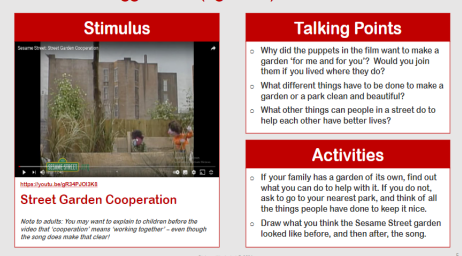 Stimulus
Sesame Street: Street Garden Cooperation
SESAME STREET
Street Garden Cooperation
Note to adults: You may want to explain to children before the
video that 'cooperation' means 'working together' – even though
the song does make that clear!
Talking Points
○ Why did the puppets in the film want to make a
garden 'for me and for you'? Would you join
them if you lived where they do?
○ What different things have to be done to make a
garden or a park clean and beautiful?
○ What other things can people in a street do to
help each other have better lives?
Activities
○ If your family has a garden of its own, find out
what you can do to help with it. If you do not,
ask to go to your nearest park, and think of all
the things people have done to keep it nice.
○ Draw what you think the Sesame Street garden
looked like before, and then after, the song.